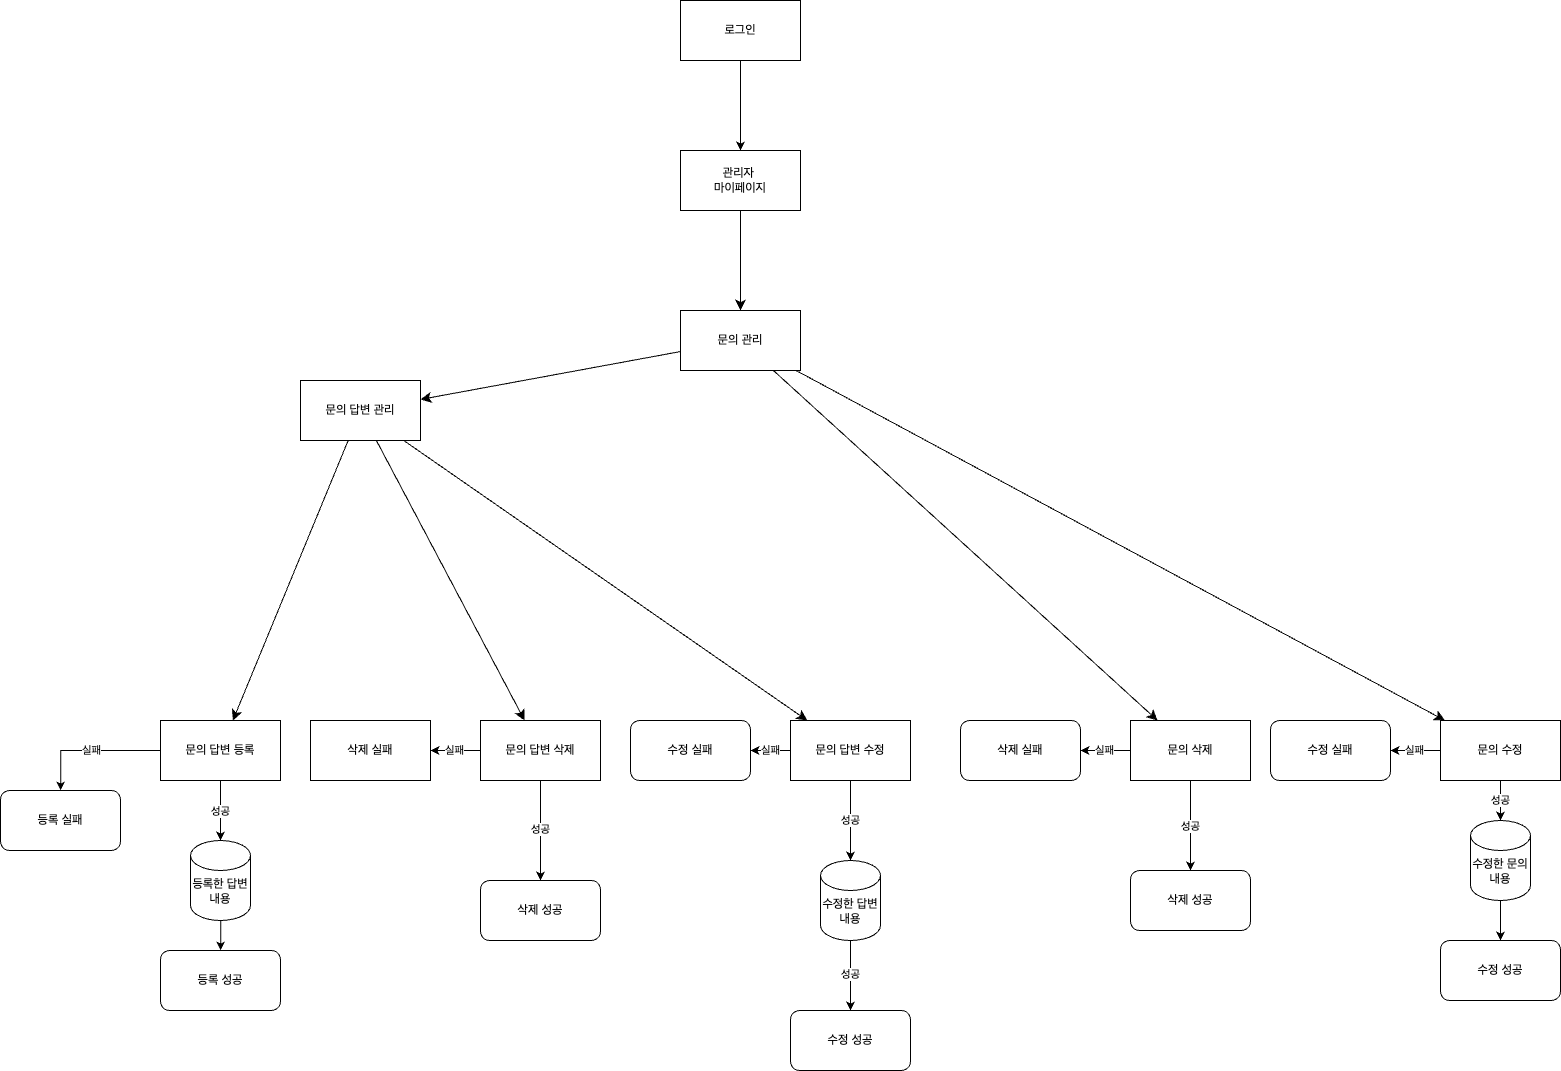 로그인
관리자
마이페이지
문의 관리
문의 답변 관리
문의 답변 등록
삭제 실패
실패
문의 답변 삭제
수정 실패
실패
문의 답변 수정
삭제 실패
실패
문의 삭제
수정 실패
실패
문의 수정
실패
등록 실패
성공
성공
성공
성공
성공
등록한 답변
내용
수정한 답변
내용
수정한 문의
내용
등록 성공
삭제 성공
성공
수정 성공
삭제 성공
수정 성공